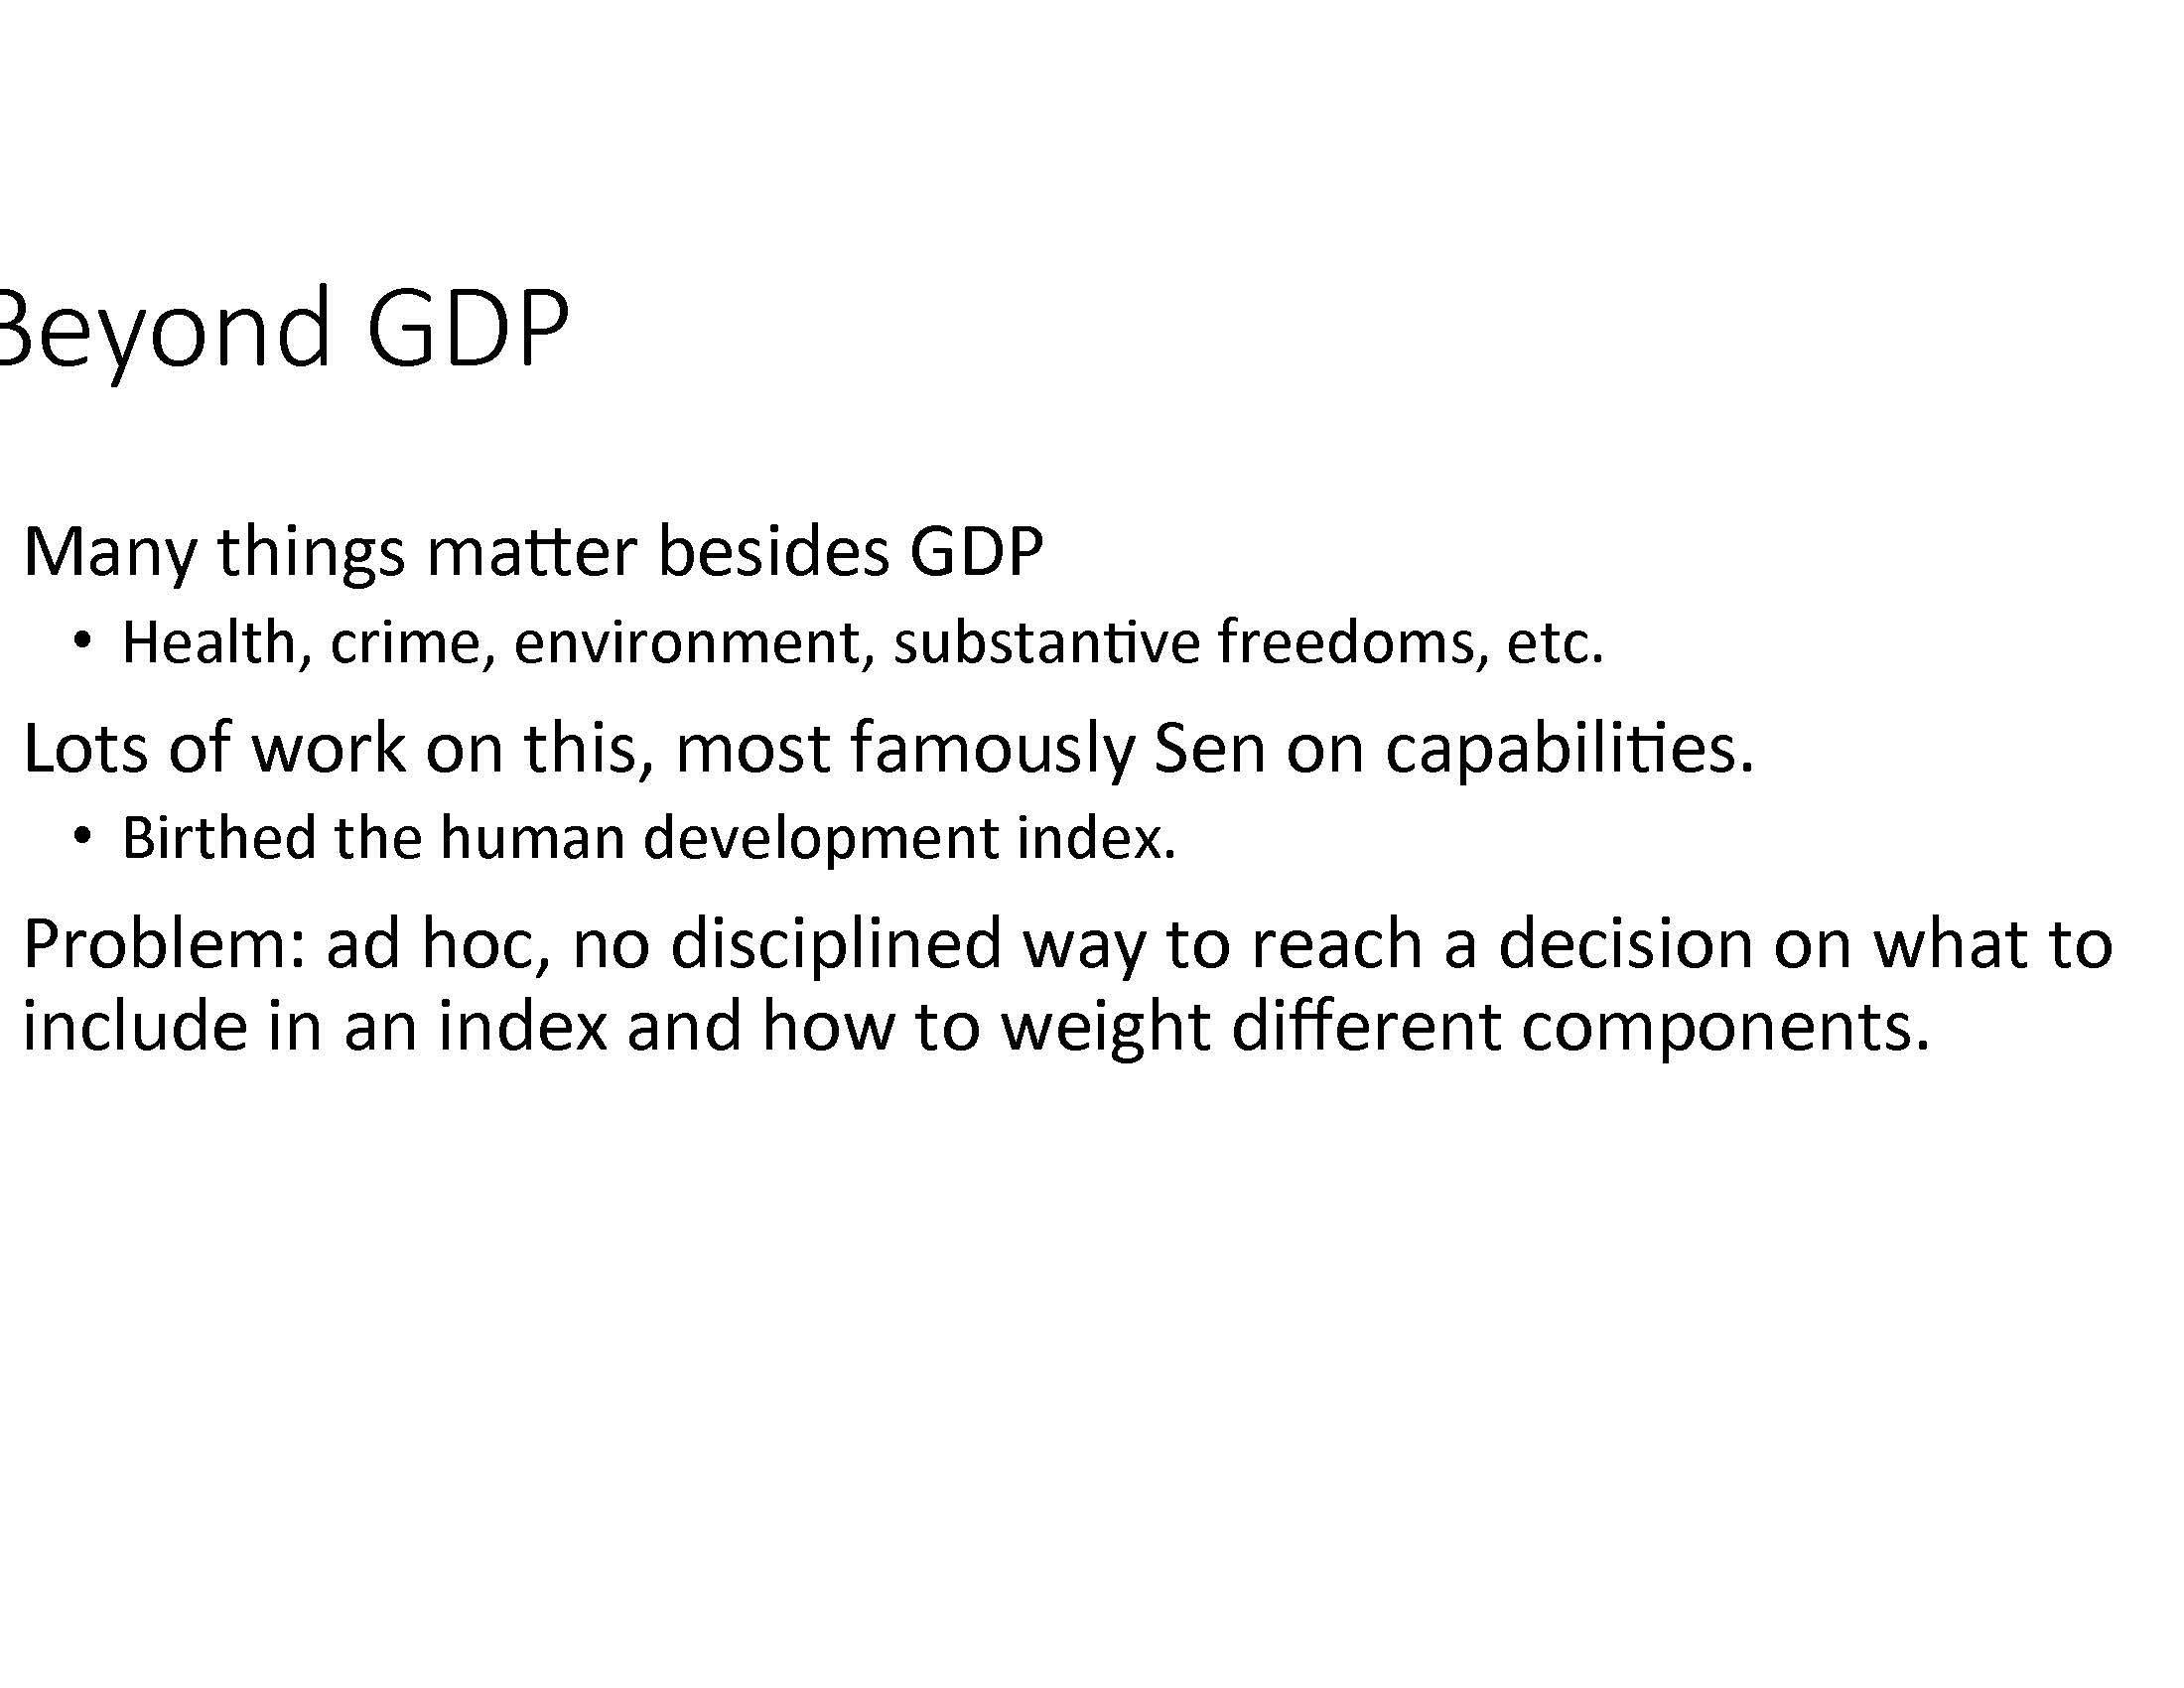 Beyond GDP
Many things matter besides GDP
• Health, crime, environment, substantive freedoms, etc.
Lots of work on this, most famously Sen on capabilities.
• Birthed the human development index.
Problem: ad hoc, no disciplined way to reach a decision on what to
include in an index and how to weight different components.